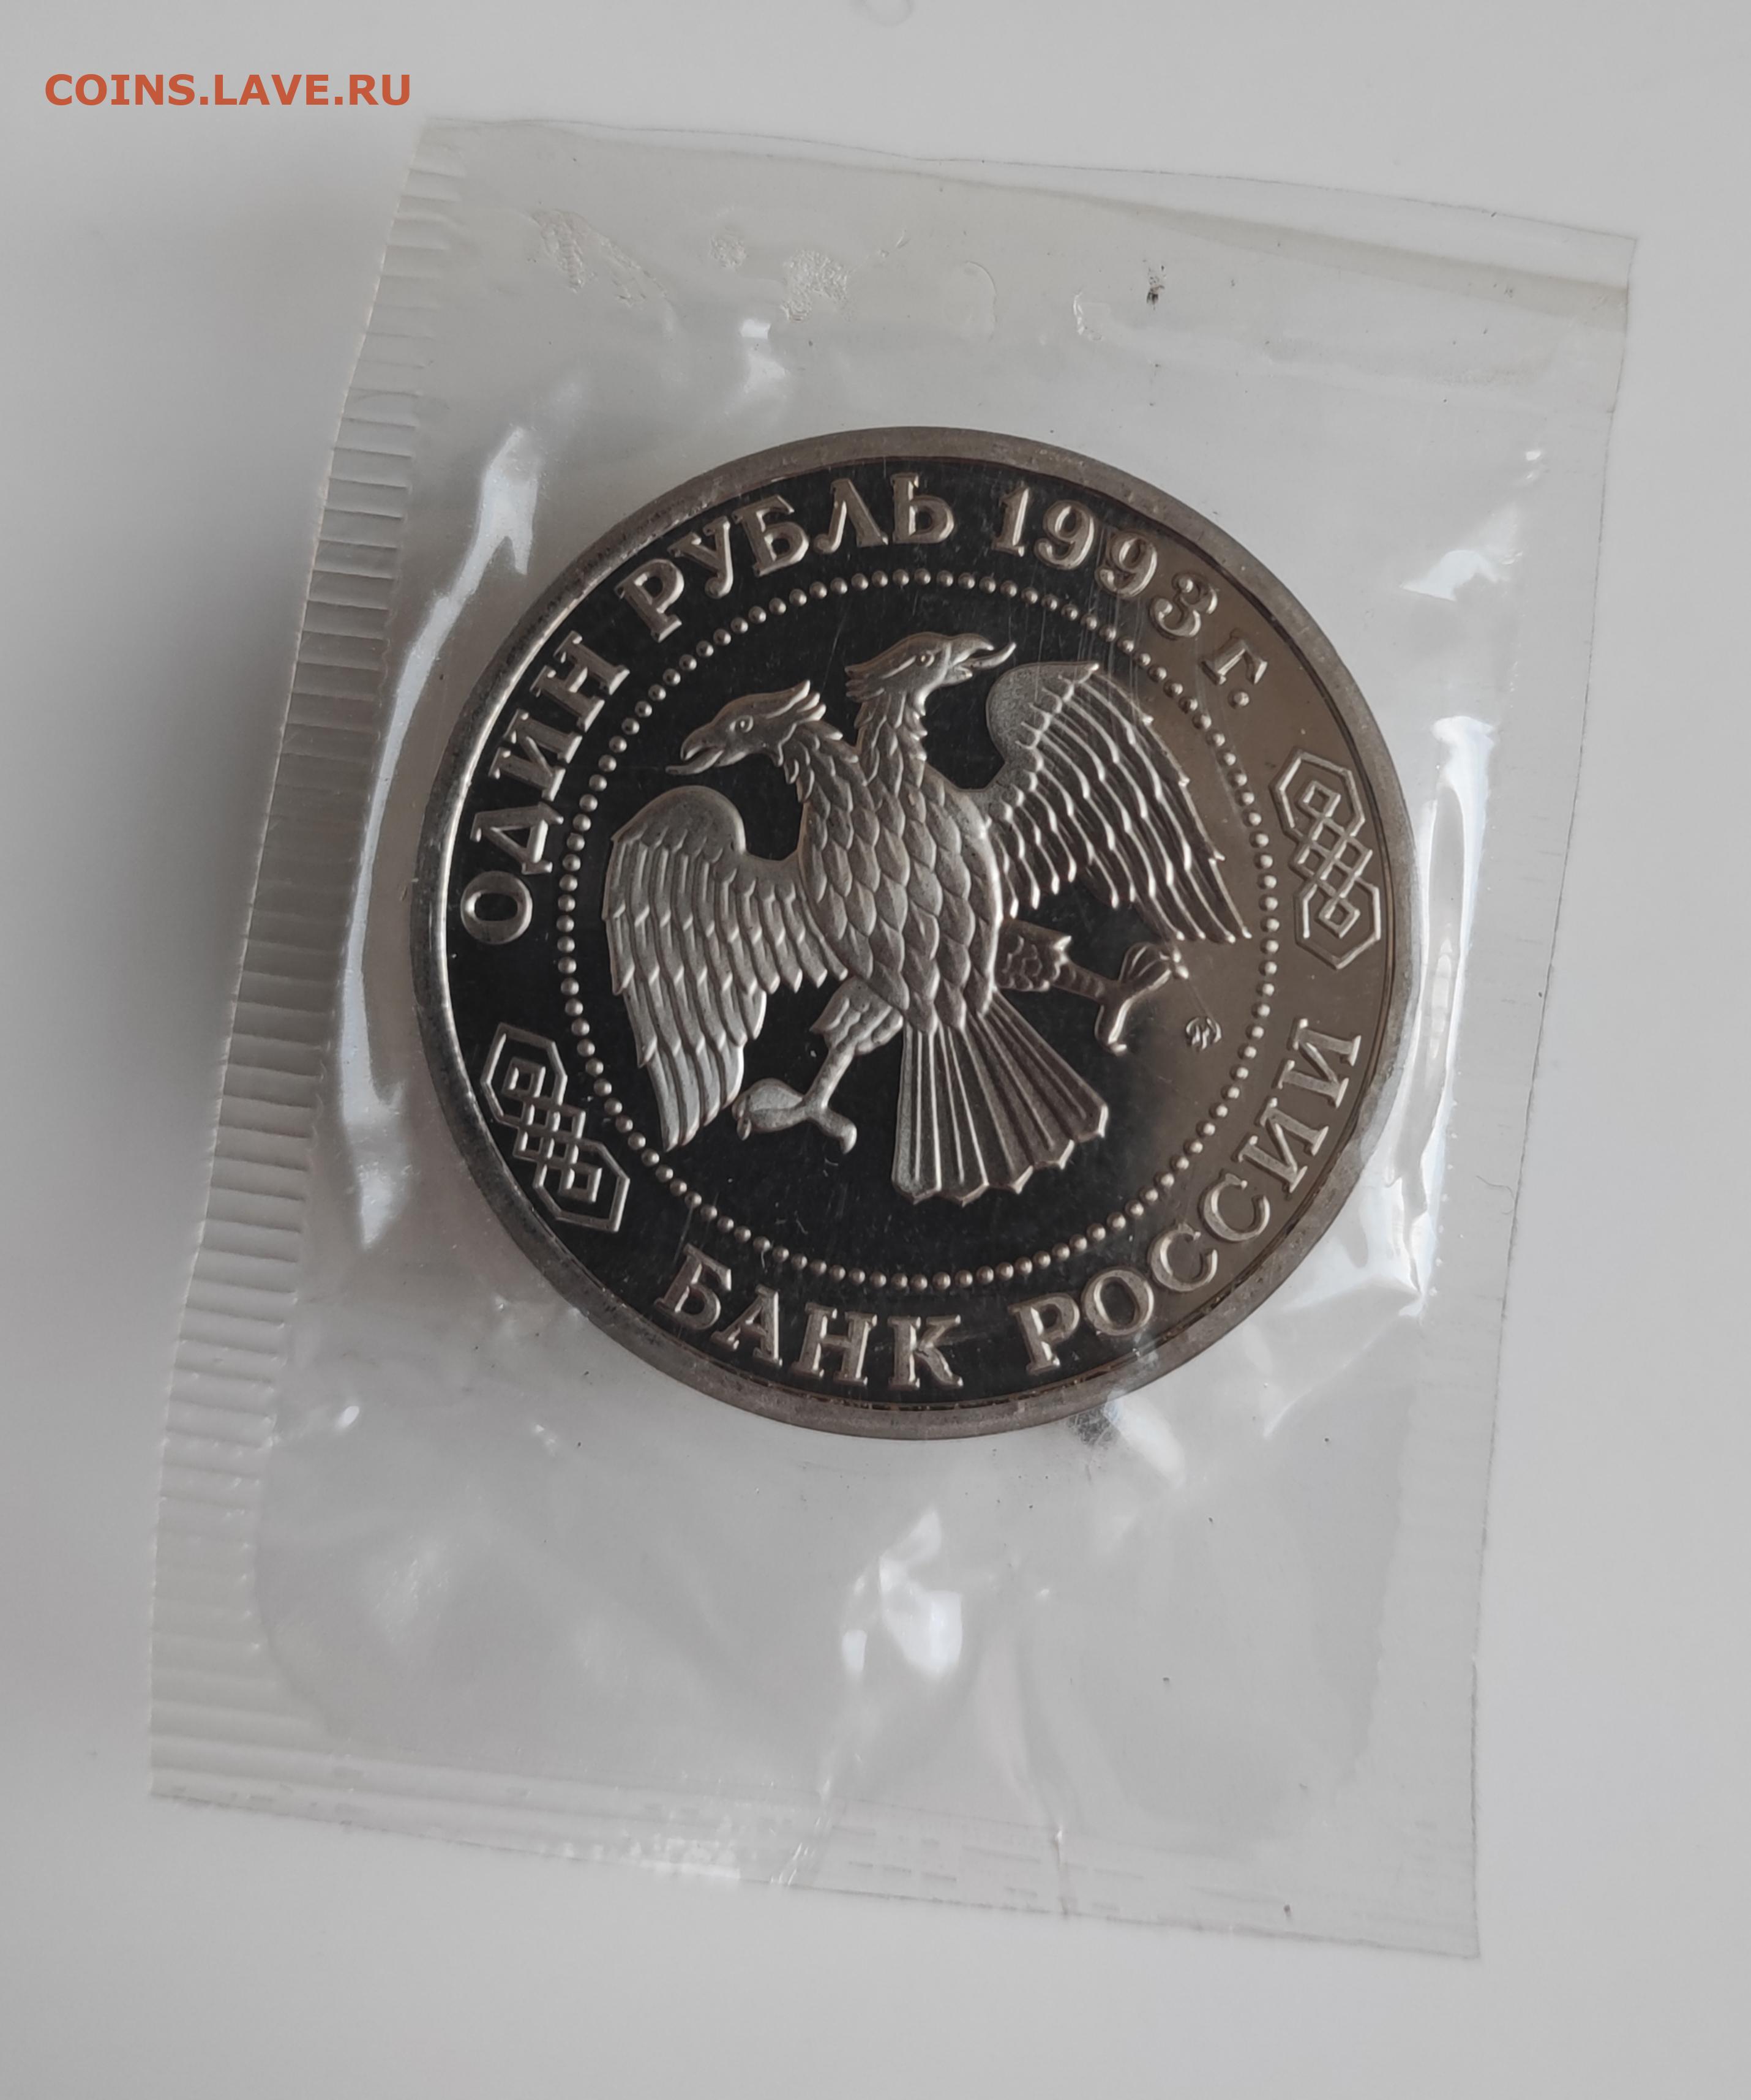 COINS.LAVE.RU
ОДИН РУБЛЬ 1993 г.
БАНК РОССИИ